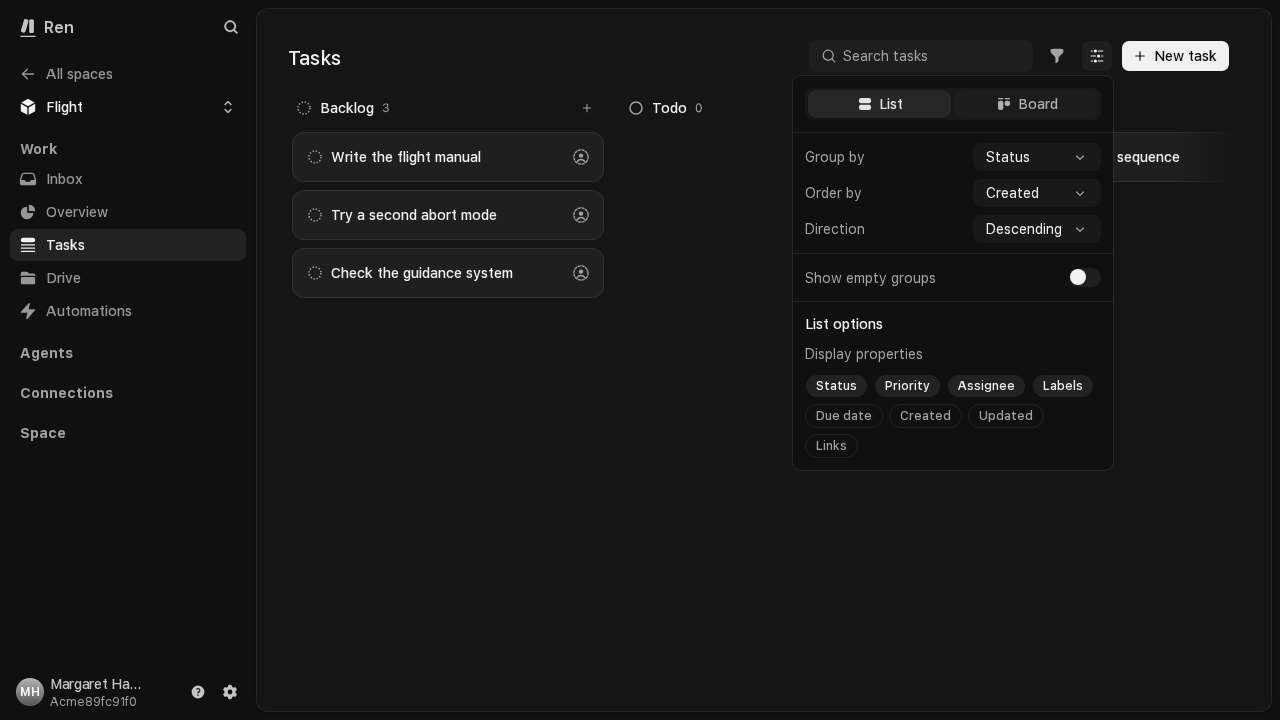 Ren
All spaces
Flight
Work
Inbox
Overview
Tasks
Drive
Automations
Agents
Connections
Space
MH
Margaret Ha...
Acme89fc91f0
Tasks
Search tasks
New task
Backlog 3
Todo 0
Write the flight manual
Try a second abort mode
Check the guidance system
sequence
List
Board
Group by
Status
Order by
Created
Direction
Descending
Show empty groups
List options
Display properties
Status Priority Assignee Labels
Due date Created Updated
Links